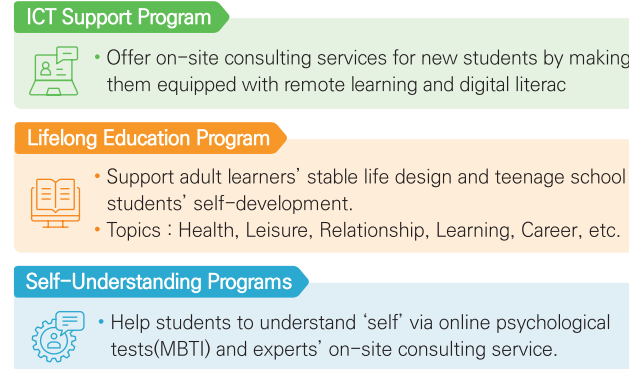 ICT Support Program
• Offer on-site consulting services for new students by making
them equipped with remote learning and digital literac
Lifelong Education Program
• Support adult learners’ stable life design and teenage school
students’ self-development.
• Topics : Health, Leisure, Relationship, Learning, Career, etc.
Self-Understanding Programs
• Help students to understand ‘self’ via online psychological
tests(MBTI) and experts’ on-site consulting service.